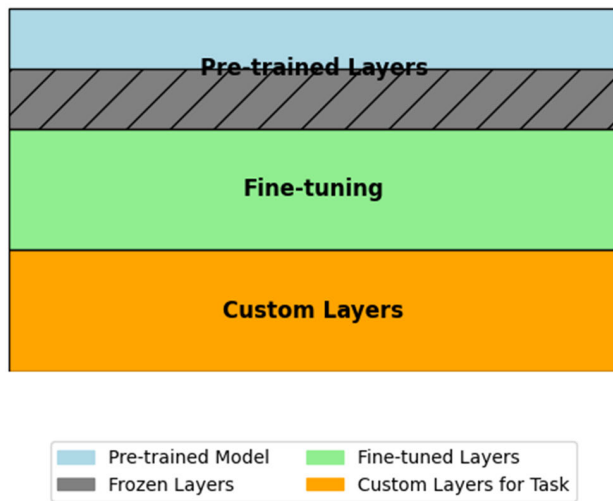 Pre-trained Layers
Fine-tuning
Custom Layers
Pre-trained Model
Frozen Layers
Fine-tuned Layers
Custom Layers for Task